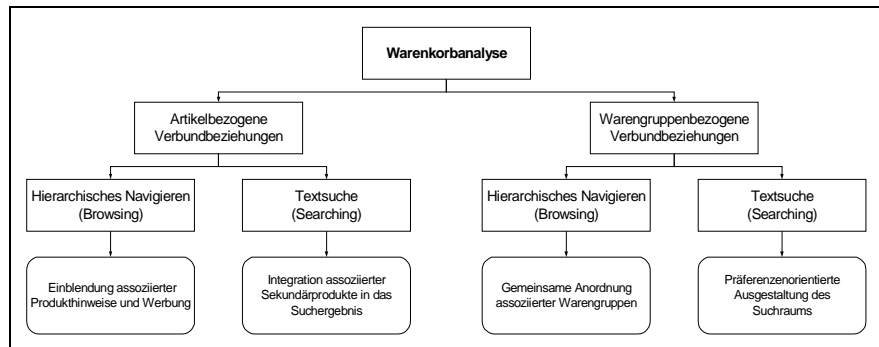 Warenkorbanalyse
Artikelbezogene
Verbundbeziehungen
Warengruppenbezogene
Verbundbeziehungen
Hierarchisches Navigieren
(Browsing)
Textsuche
(Searching)
Hierarchisches Navigieren
(Browsing)
Textsuche
(Searching)
Einblendung assoziierter
Produkthinweise und Werbung
Integration assoziierter
Sekundärprodukte in das
Suchergebnis
Gemeinsame Anordnung
assoziierter Warengruppen
Präferenzenorientierte
Ausgestaltung des
Suchraums